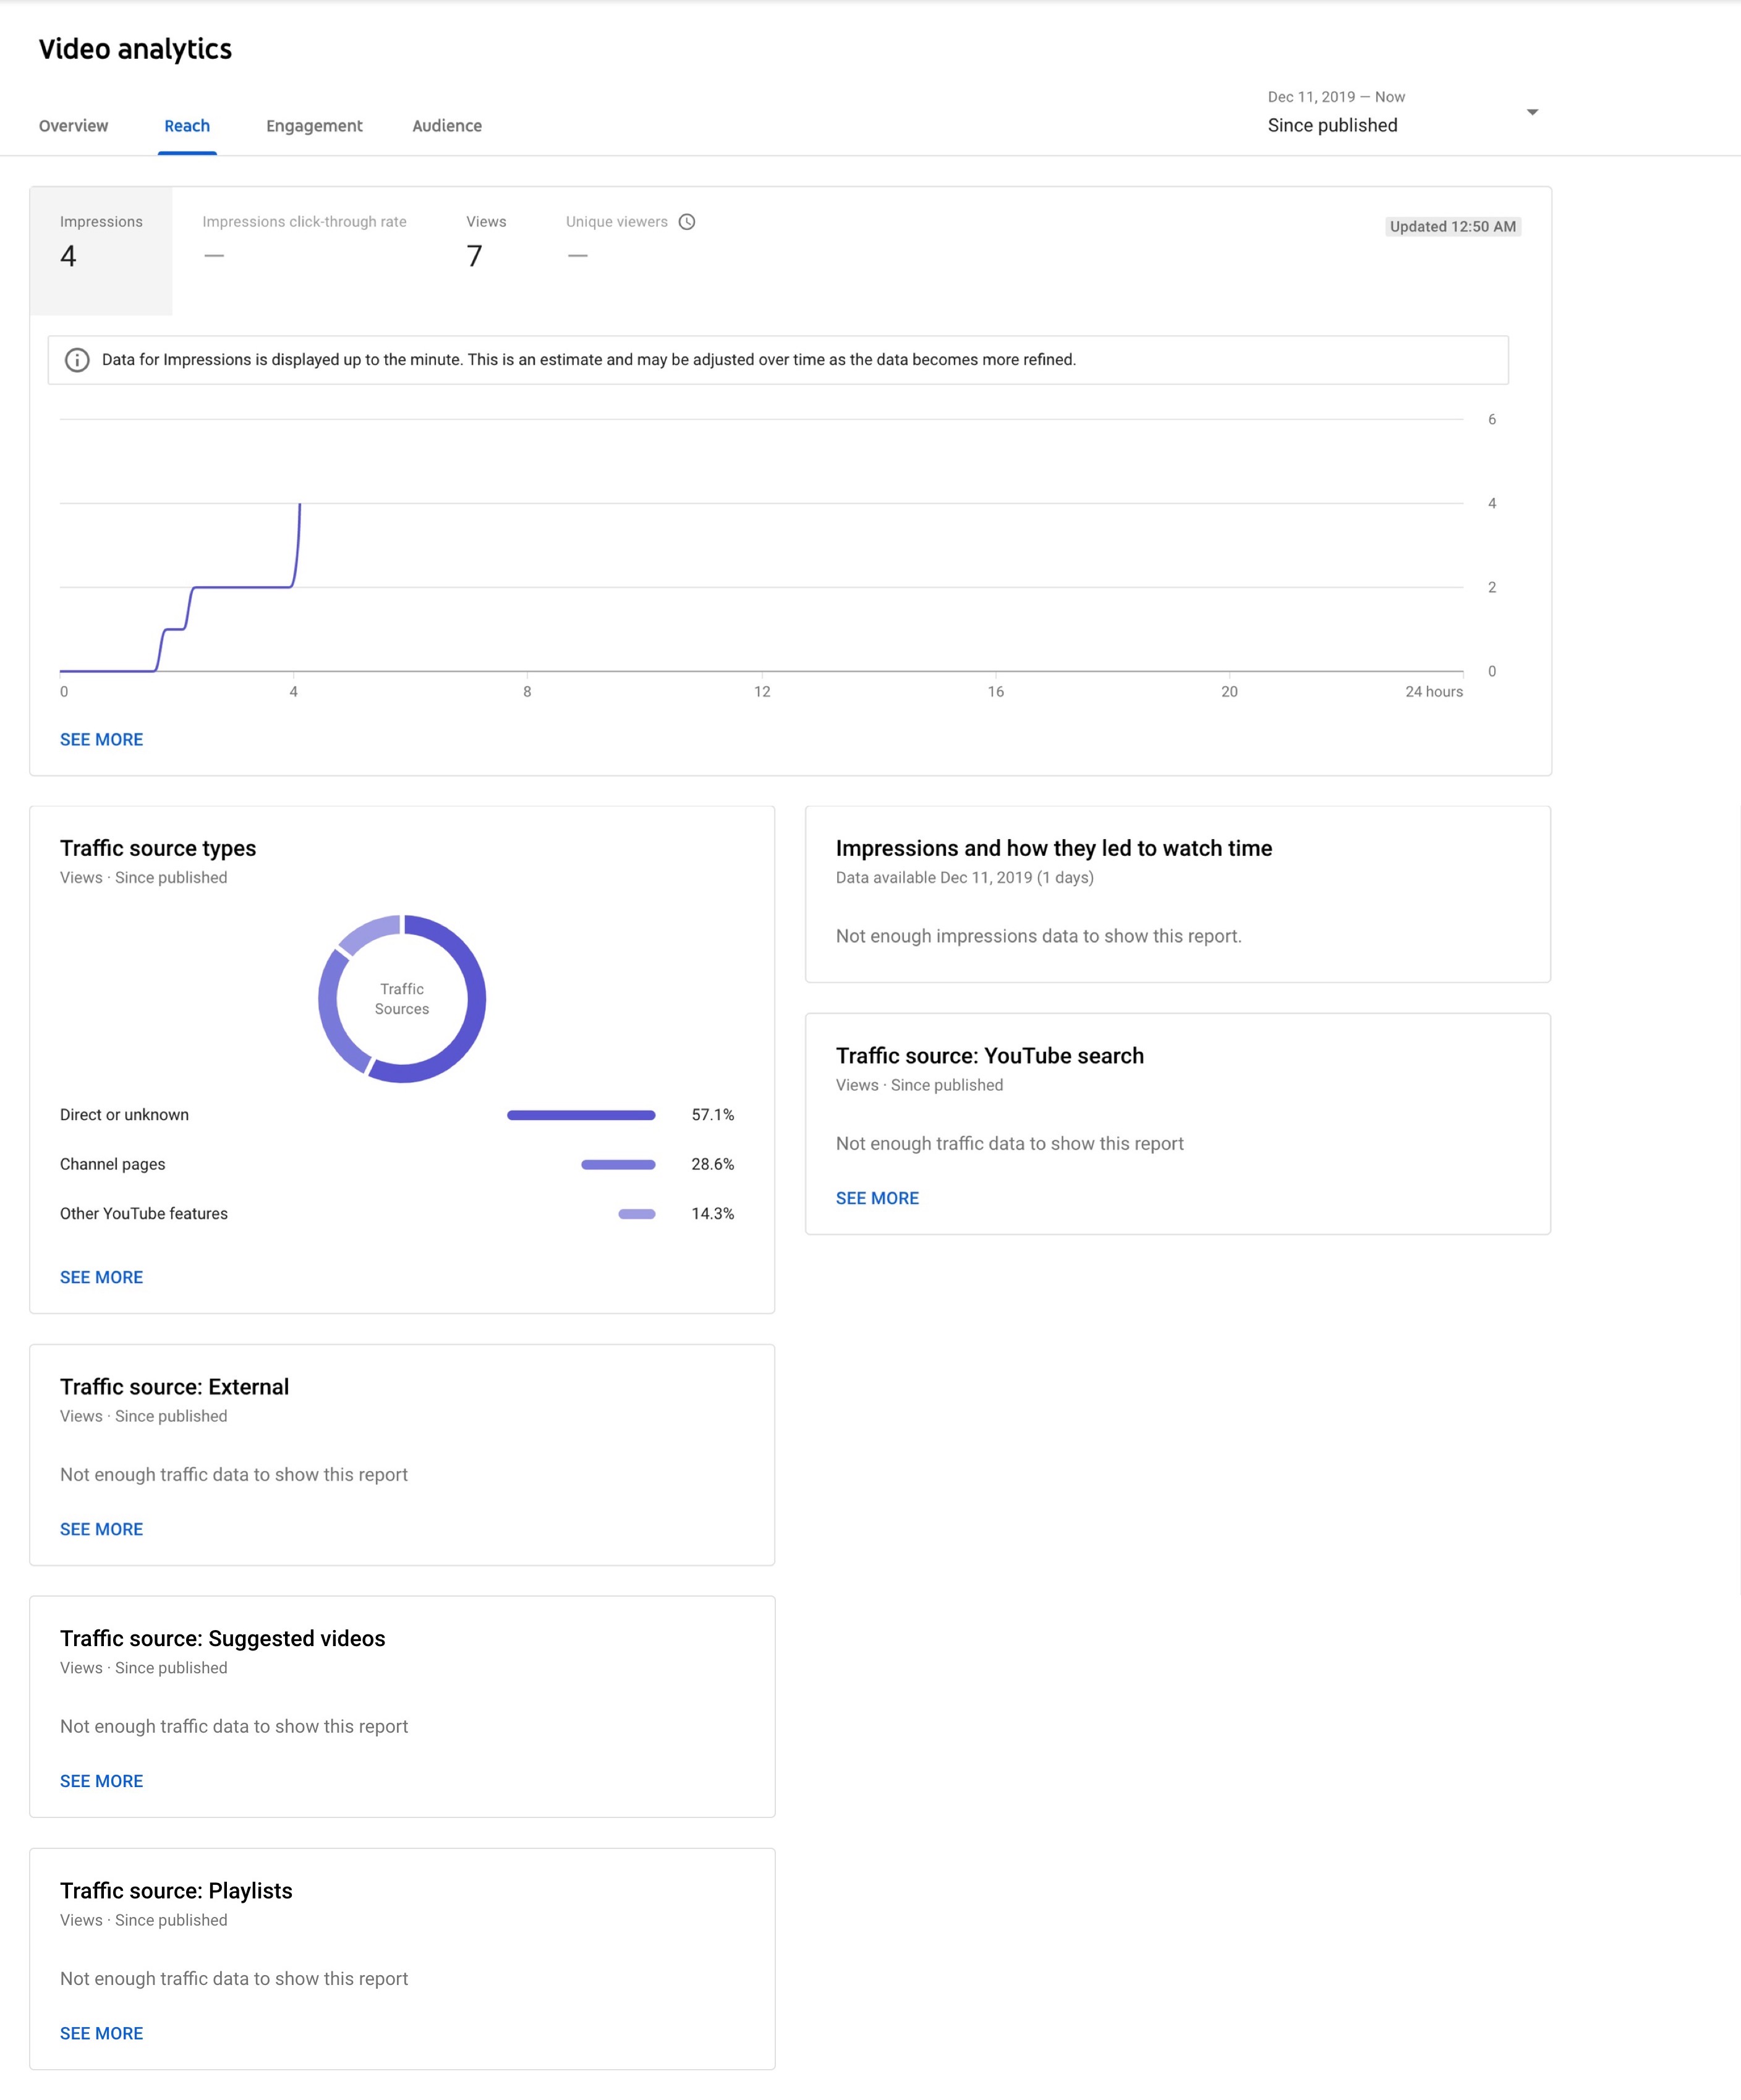 Video analytics
Overview
Reach
Engagement
Audience
Dec 11, 2019 – Now
Since published
Impressions
4
Impressions click-through rate
—
Views
7
Unique viewers
—
Updated 12:50 AM
Data for Impressions is displayed up to the minute. This is an estimate and may be adjusted over time as the data becomes more refined.
6
4
2
0
0
4
8
12
16
20
24 hours
SEE MORE
Traffic source types
Views · Since published
Traffic
Sources
Direct or unknown
57.1%
Channel pages
28.6%
Other YouTube features
14.3%
SEE MORE
Impressions and how they led to watch time
Data available Dec 11, 2019 (1 days)
Not enough impressions data to show this report.
Traffic source: YouTube search
Views · Since published
Not enough traffic data to show this report
SEE MORE
Traffic source: External
Views · Since published
Not enough traffic data to show this report
SEE MORE
Traffic source: Suggested videos
Views · Since published
Not enough traffic data to show this report
SEE MORE
Traffic source: Playlists
Views · Since published
Not enough traffic data to show this report
SEE MORE